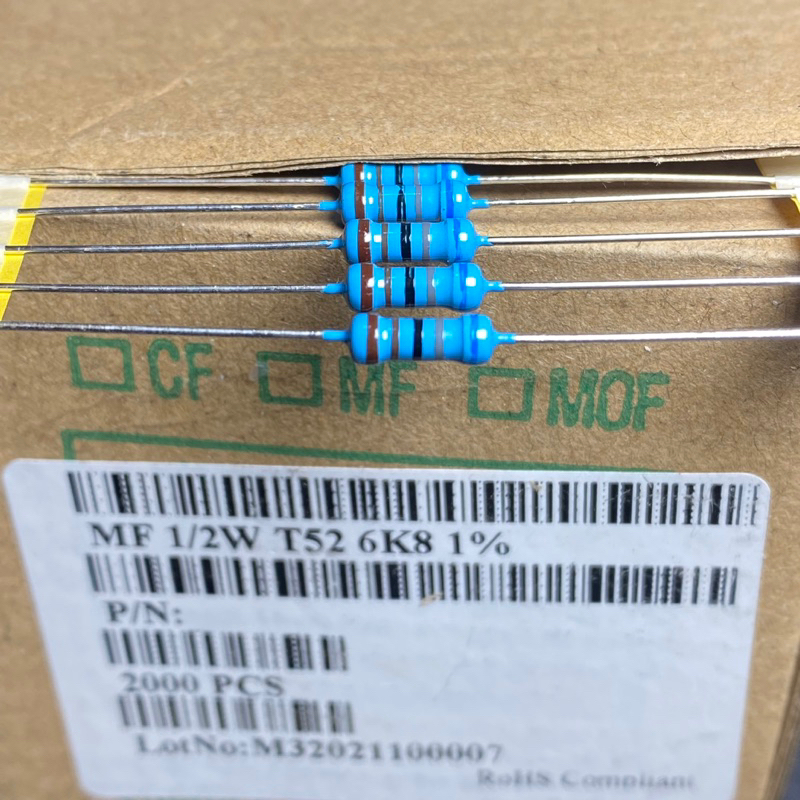 CF MF MOF
MF 1/2W T52 6K8 1%
P/N:
2000 PCS
LotNo:M32021100007
RoHS Compliant